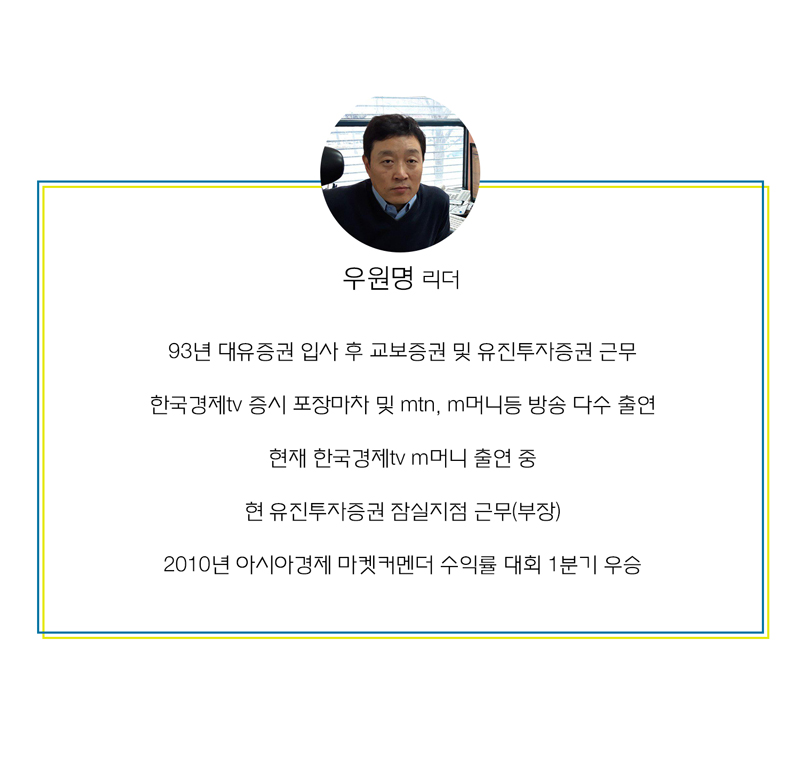 우원명 리더
93년 대유증권 입사 후 교보증권 및 유진투자증권 근무
한국경제tv 증시 포장마차 및 mtn, m머니등 방송 다수 출연
현재 한국경제tv m머니 출연 중
현 유진투자증권 잠실지점 근무(부장)
2010년 아시아경제 마켓커멘더 수익률 대회 1분기 우승